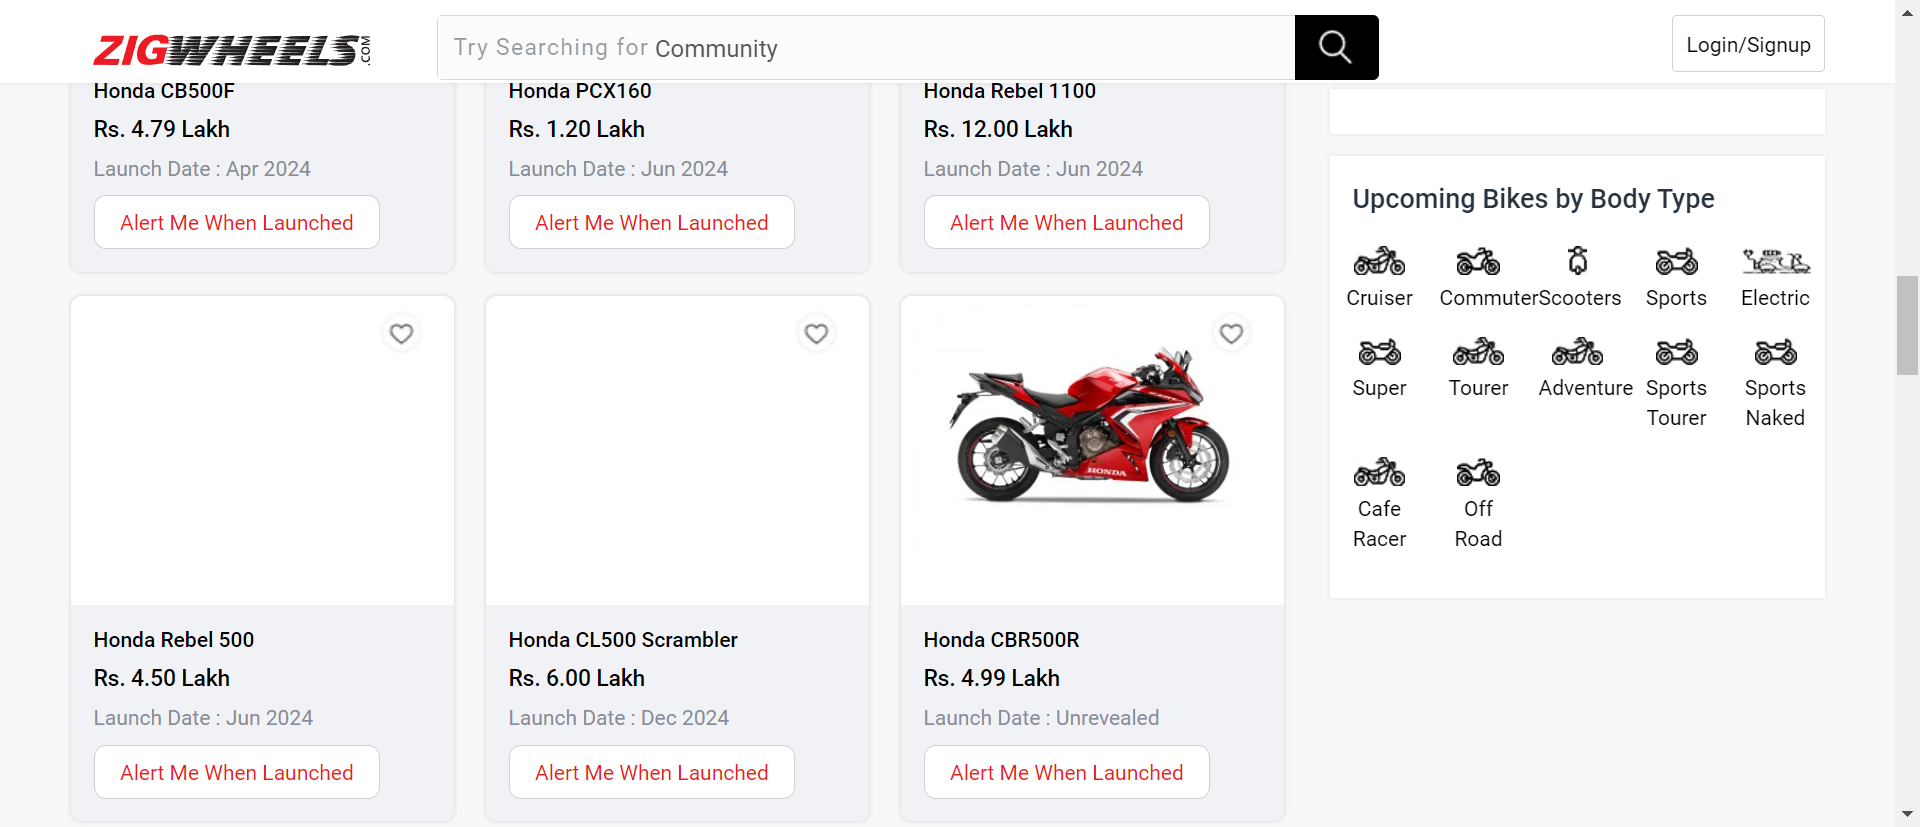 ZIGWHEELS.COM
Try Searching for Community
Login/Signup
Honda CB500F
Rs. 4.79 Lakh
Launch Date : Apr 2024
Alert Me When Launched
Honda PCX160
Rs. 1.20 Lakh
Launch Date : Jun 2024
Alert Me When Launched
Honda Rebel 1100
Rs. 12.00 Lakh
Launch Date : Jun 2024
Alert Me When Launched
Honda Rebel 500
Rs. 4.50 Lakh
Launch Date : Jun 2024
Alert Me When Launched
Honda CL500 Scrambler
Rs. 6.00 Lakh
Launch Date : Dec 2024
Alert Me When Launched
HONDA
Honda CBR500R
Rs. 4.99 Lakh
Launch Date : Unrevealed
Alert Me When Launched
Upcoming Bikes by Body Type
Cruiser
Commuter
Scooters
Sports
Electric
Super
Tourer
Adventure
Sports
Tourer
Sports
Naked
Cafe
Racer
Off
Road